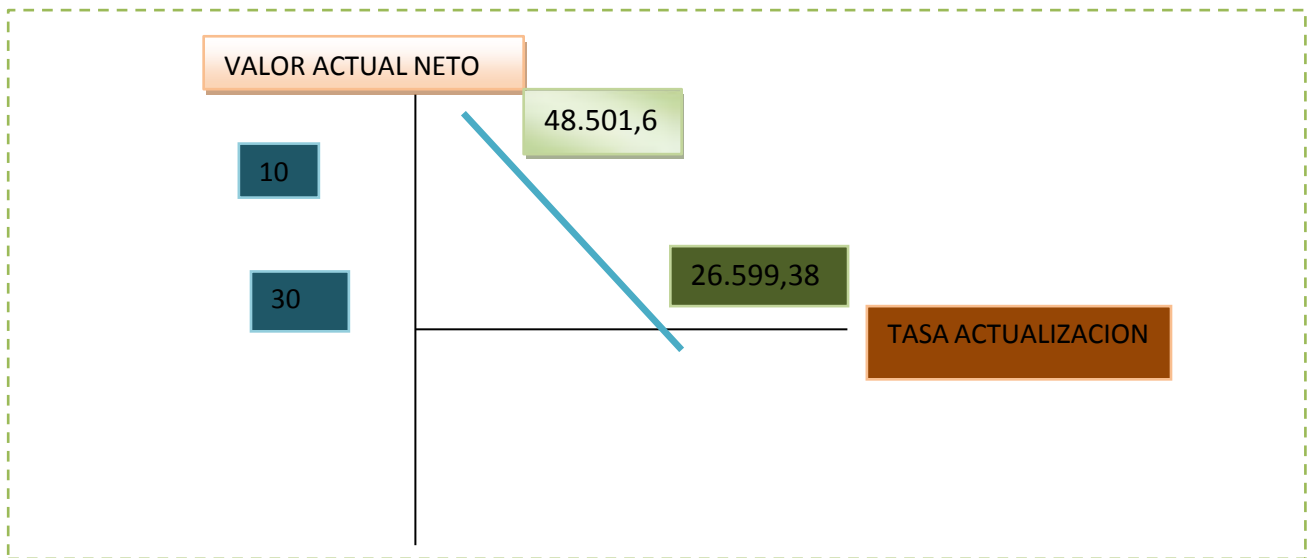 VALOR ACTUAL NETO
48.501,6
10
26.599,38
30
TASA ACTUALIZACION